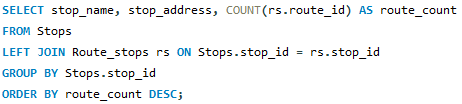 SELECT stop_name, stop_address, COUNT(rs.route_id) AS route_count
FROM Stops
LEFT JOIN Route_stops rs ON Stops.stop_id = rs.stop_id
GROUP BY Stops.stop_id
ORDER BY route_count DESC;